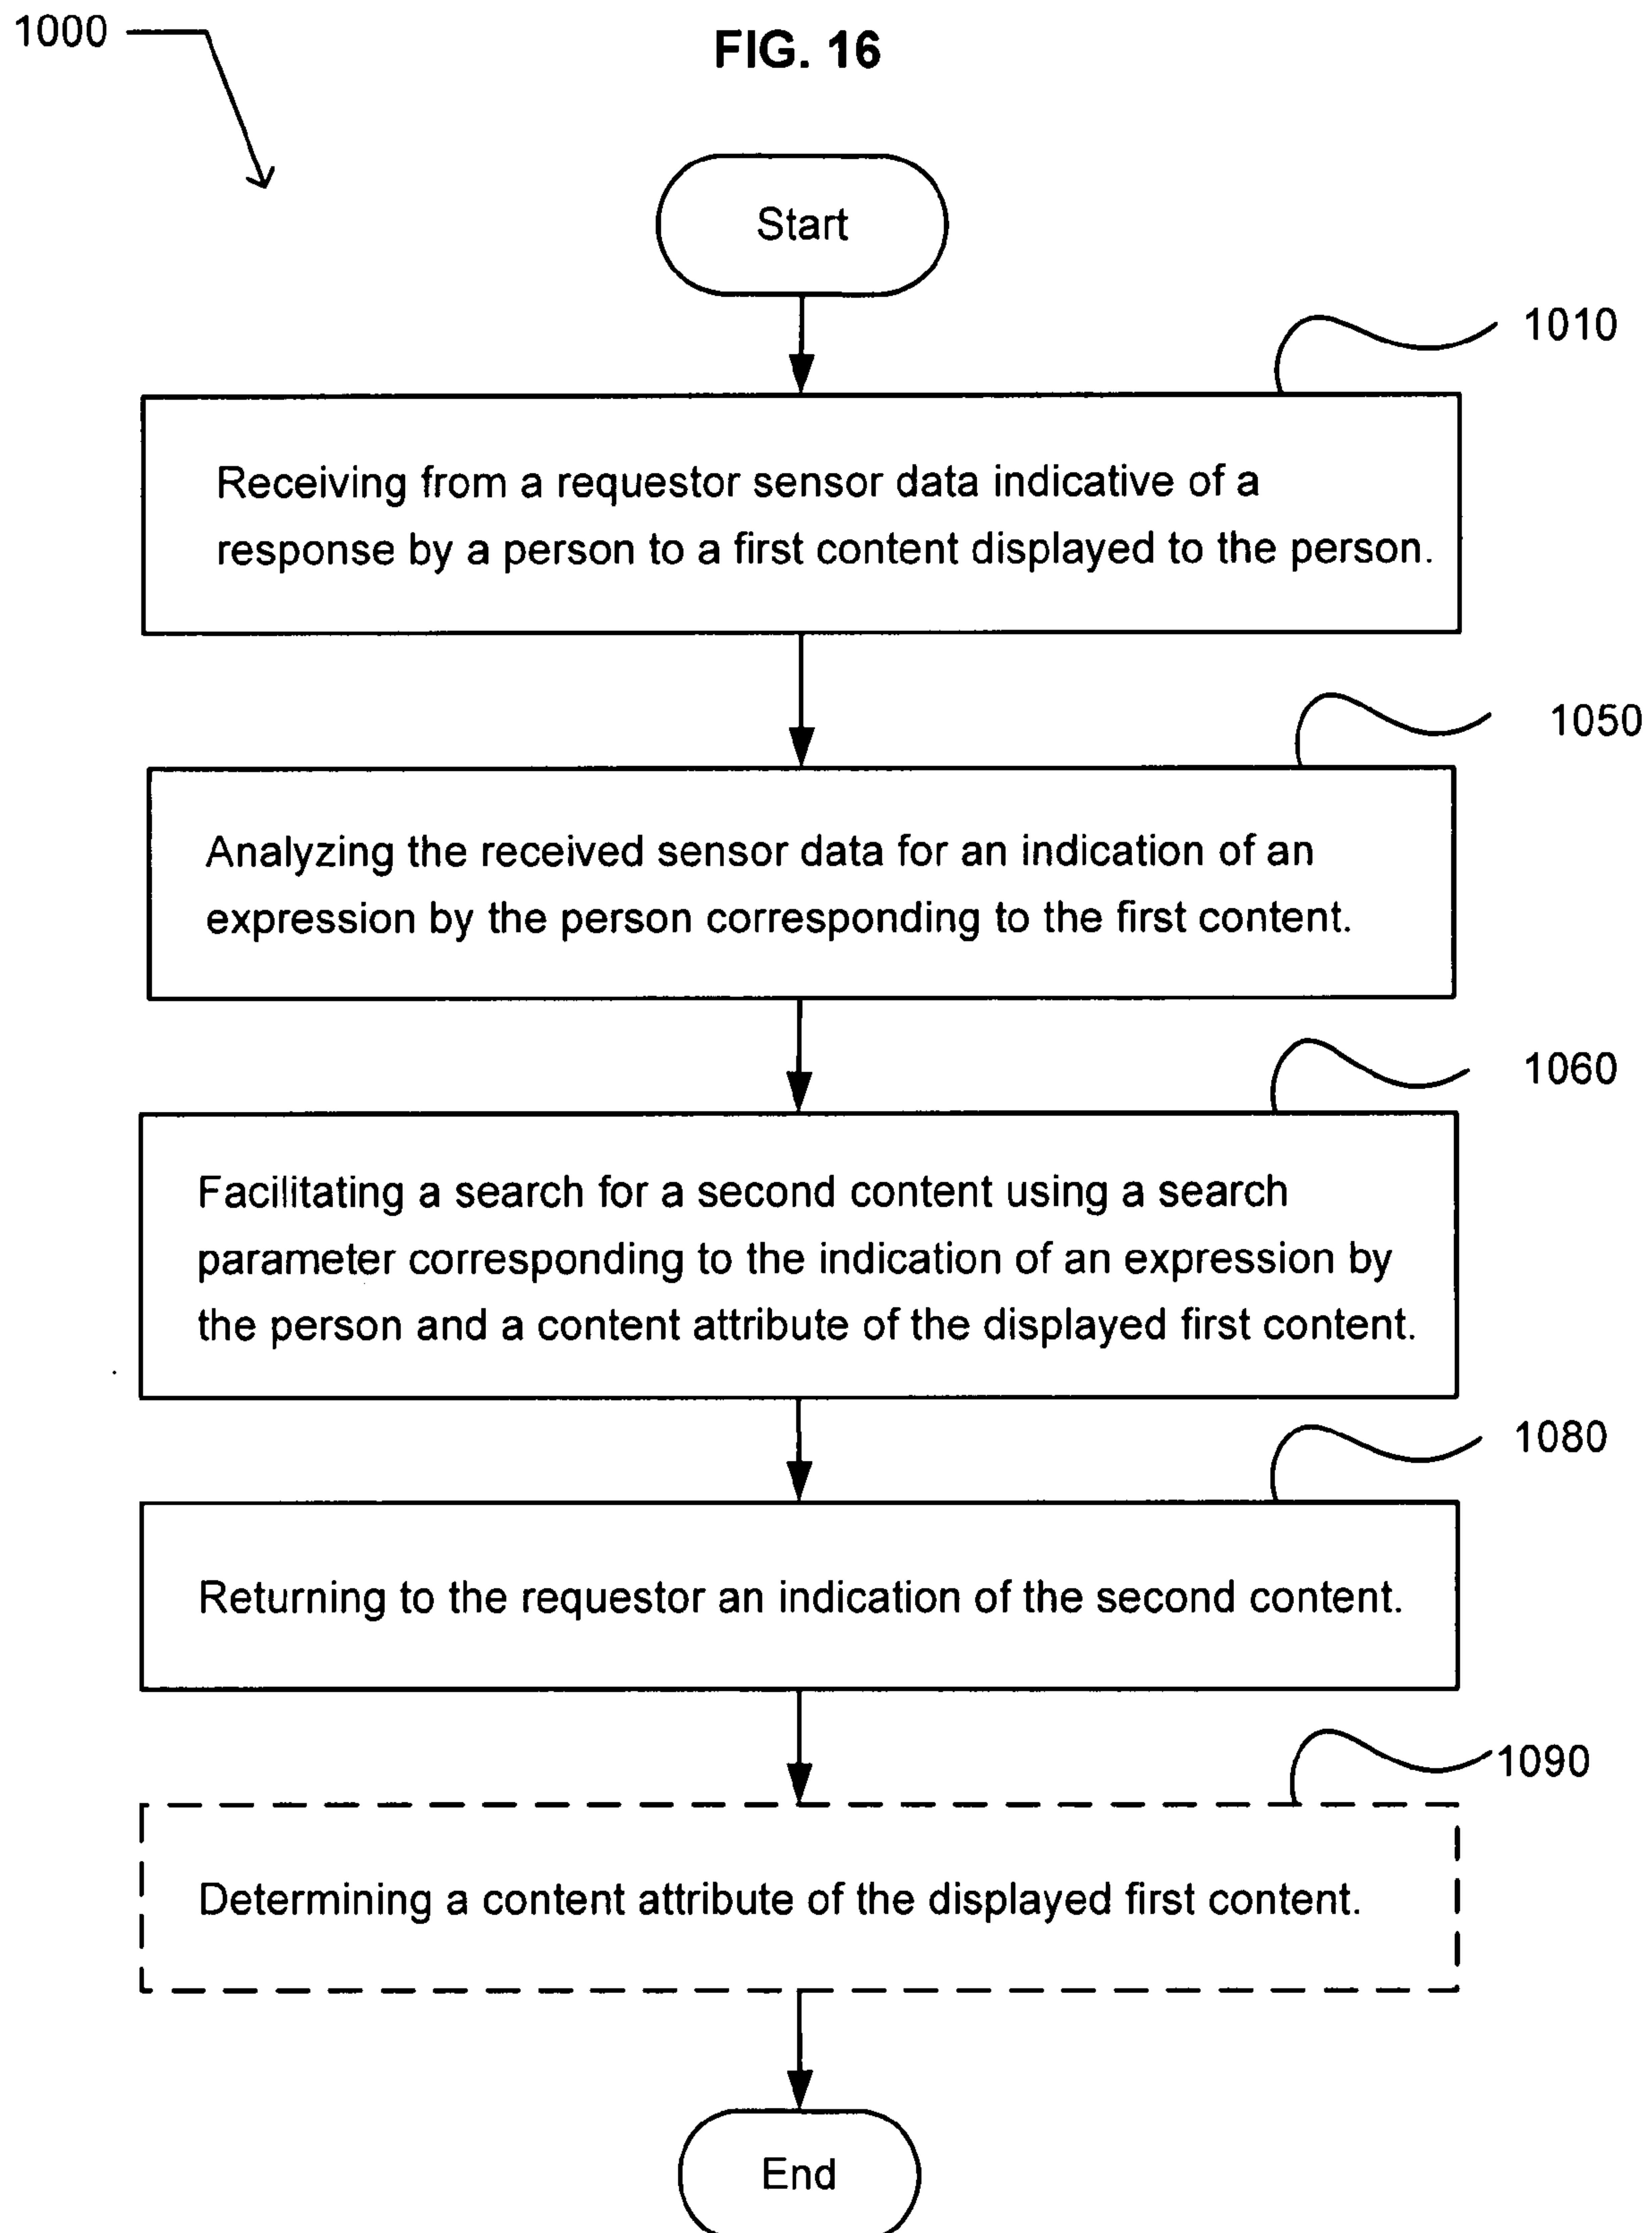 1000
FIG. 16
Start
1010
Receiving from a requestor sensor data indicative of a
response by a person to a first content displayed to the person.
1050
Analyzing the received sensor data for an indication of an
expression by the person corresponding to the first content.
1060
Facilitating a search for a second content using a search
parameter corresponding to the indication of an expression by
the person and a content attribute of the displayed first content.
1080
Returning to the requestor an indication of the second content.
1090
Determining a content attribute of the displayed first content.
End